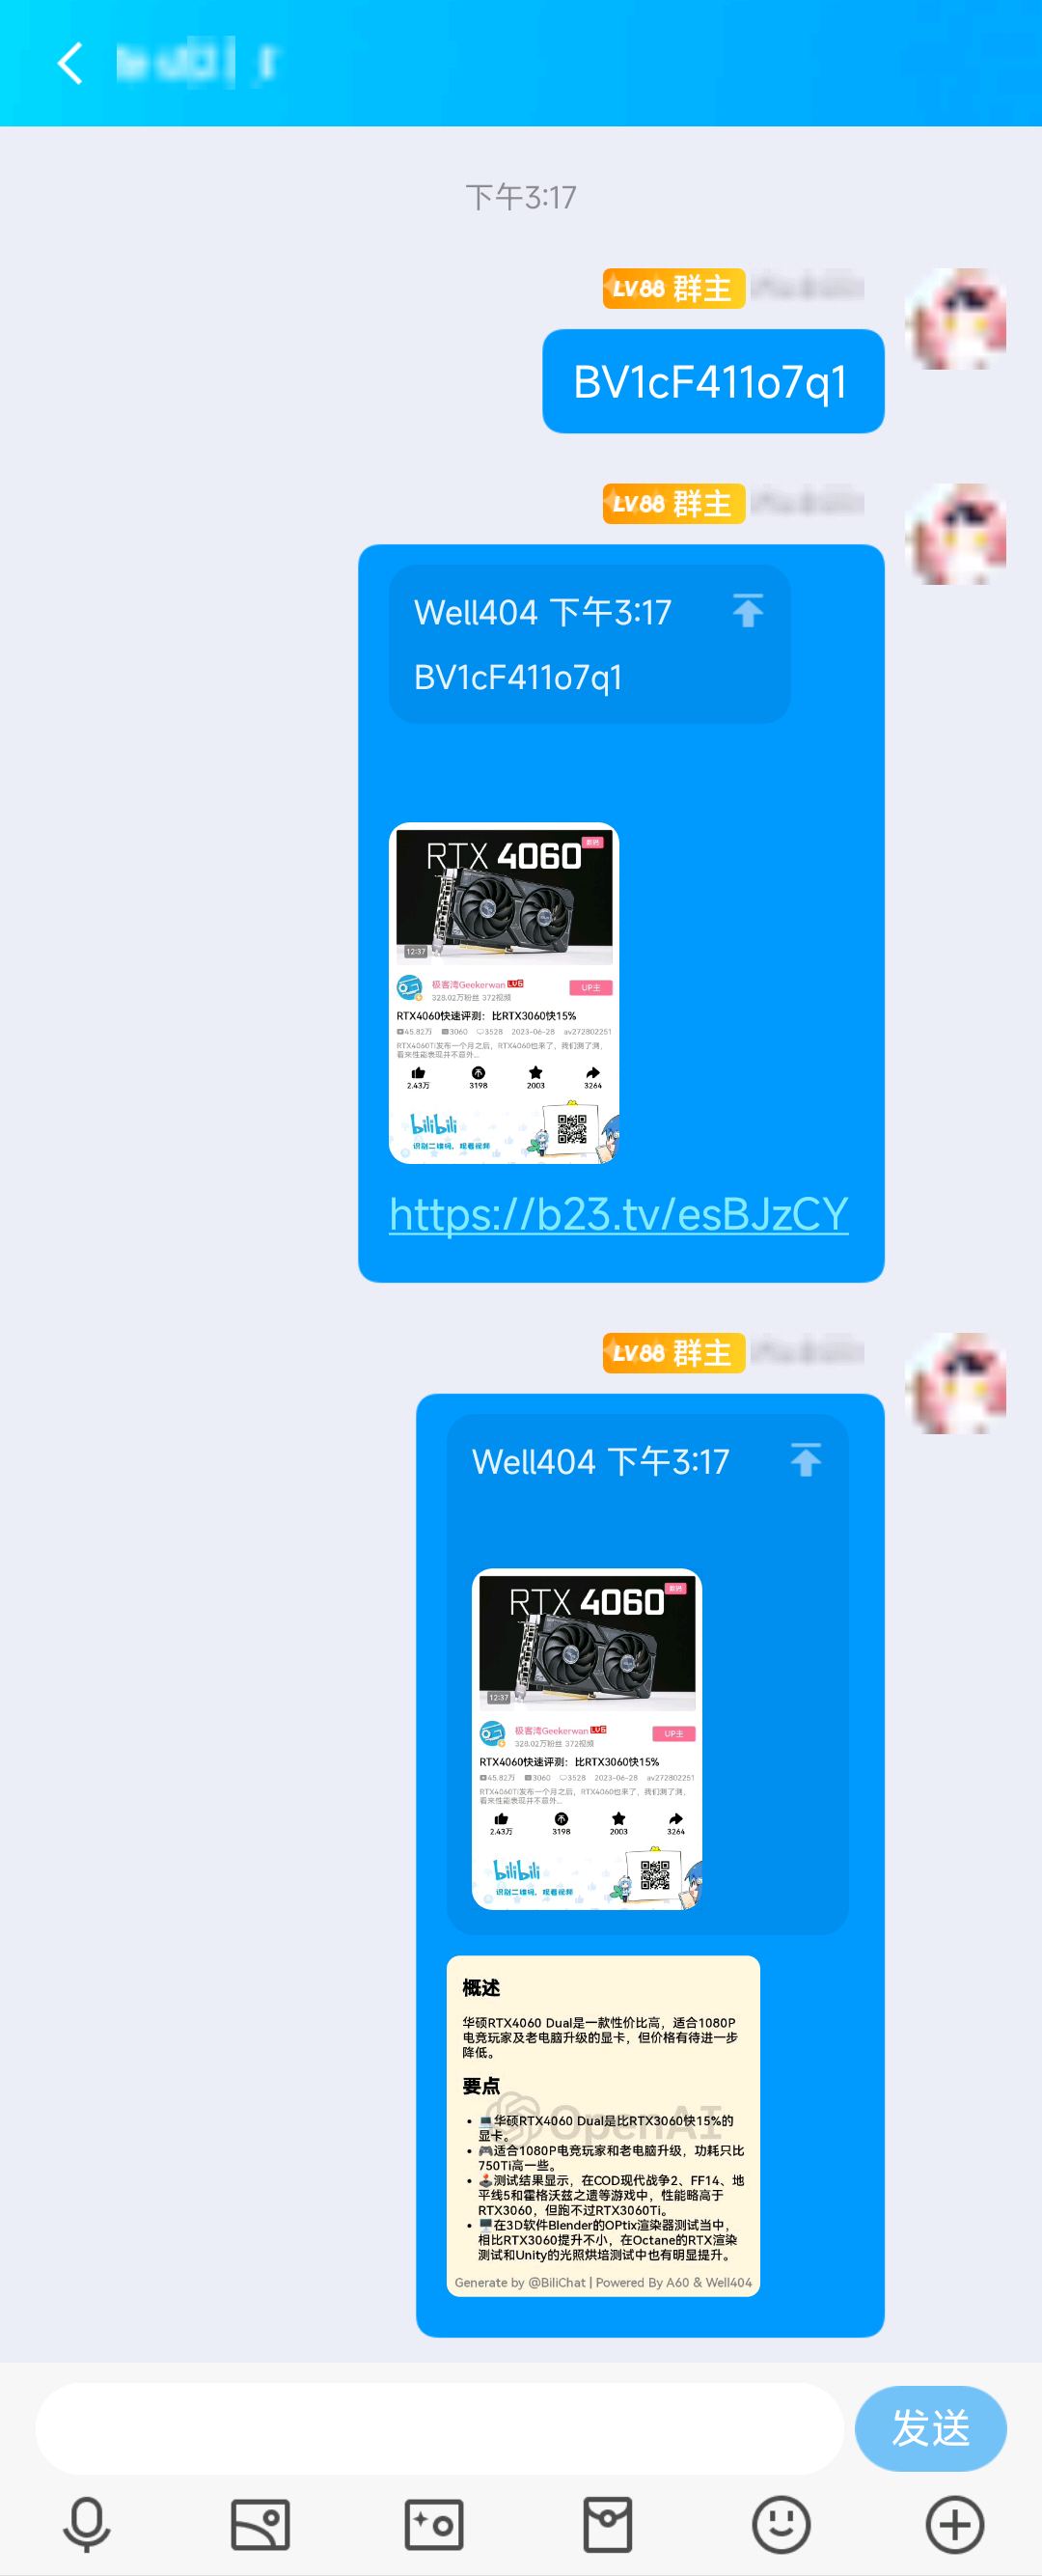 下午3:17
LV88 群主
BV1cF411o7q1
LV88 群主
Well404 下午3:17
BV1cF411o7q1
RTX 4060
12:37
极客湾Geekerwan LV6
UP主
328.02万粉丝 372视频
RTX4060快速评测：比RTX3060快15%
45.82万 3060 3528 2023-06-28 av272802251
RTX4060Ti发布一个月之后，RTX4060也来了，我们测了测，
看来性能表现并不意外...
2.43万 3198 2003 3264
bilibili
识别二维码，观看视频
https://b23.tv/esBJzCY
LV88 群主
Well404 下午3:17
RTX 4060
12:37
极客湾Geekerwan LV6
UP主
328.02万粉丝 372视频
RTX4060快速评测：比RTX3060快15%
45.82万 3060 3528 2023-06-28 av272802251
RTX4060Ti发布一个月之后，RTX4060也来了，我们测了测，
看来性能表现并不意外...
2.43万 3198 2003 3264
bilibili
识别二维码，观看视频
概述
华硕RTX4060 Dual是一款性价比高，适合1080P
电竞玩家及老电脑升级的显卡，但价格有待进一步
降低。
要点
OpenAI
• 💻华硕RTX4060 Dual是比RTX3060快15%的
显卡。
• 🎮适合1080P电竞玩家和老电脑升级，功耗只比
750Ti高一些。
• 🕹️测试结果显示，在COD现代战争2、FF14、地
平线5和霍格沃兹之遗等游戏中，性能略高于
RTX3060，但跑不过RTX3060Ti。
• 🖥️在3D软件Blender的OPtix渲染器测试当中，
相比RTX3060提升不小，在Octane的RTX渲染
测试和Unity的光照烘培测试中也有明显提升。
Generate by @BiliChat | Powered By A60 & Well404
发送